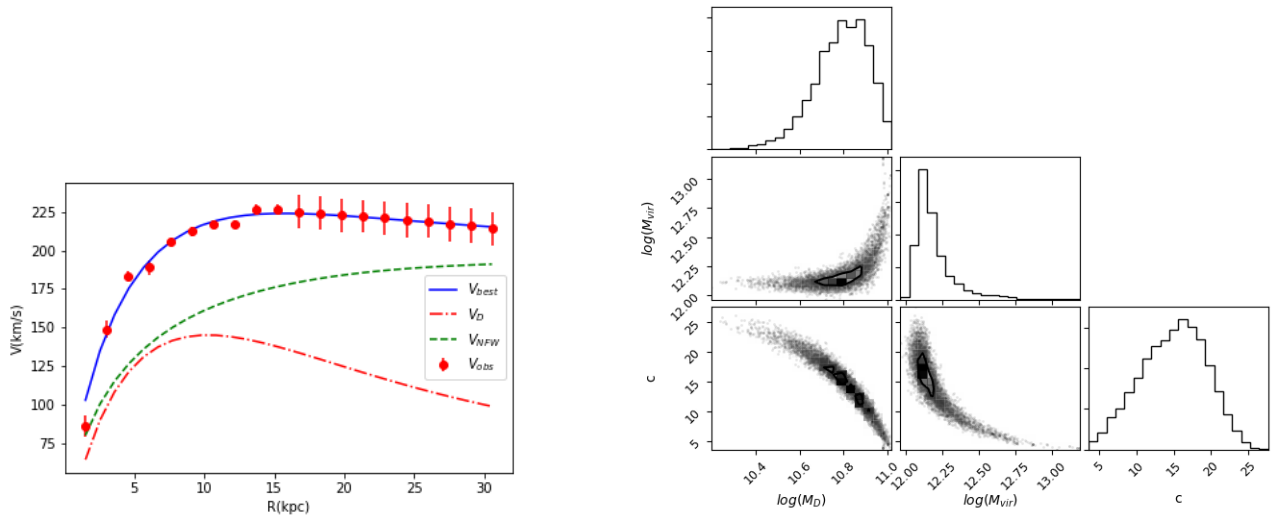 V(km/s)
225
200
175
150
125
100
75
V_best
V_D
V_NFW
V_obs
5 10 15 20 25 30
R(kpc)
log(M_vir)
13.00
12.75
12.50
12.25
12.00
c
25
20
15
10
5
10.4 10.6 10.8 11.0
log(M_D)
12.00 12.25 12.50 12.75 13.00
log(M_vir)
5 10 15 20 25
c